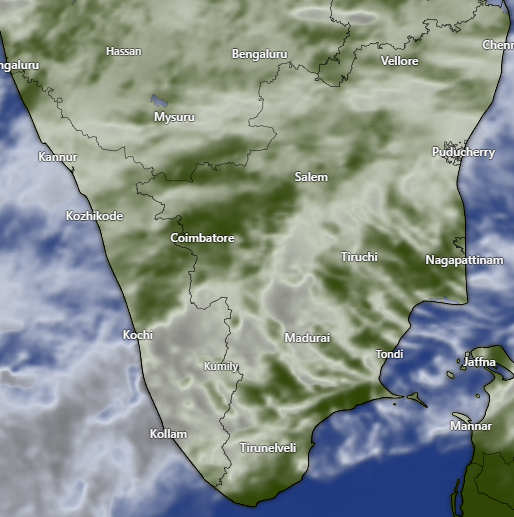 Hassan
Bengaluru
Chenn
Vellore
ngaluru
Mysuru
Puducherry
Kannur
Salem
Kozhikode
Coimbatore
Tiruchi
Nagapattinam
Kochi
Madurai
Tondi
Jaffna
Kumily
Mannar
Kollam
Tirunelveli